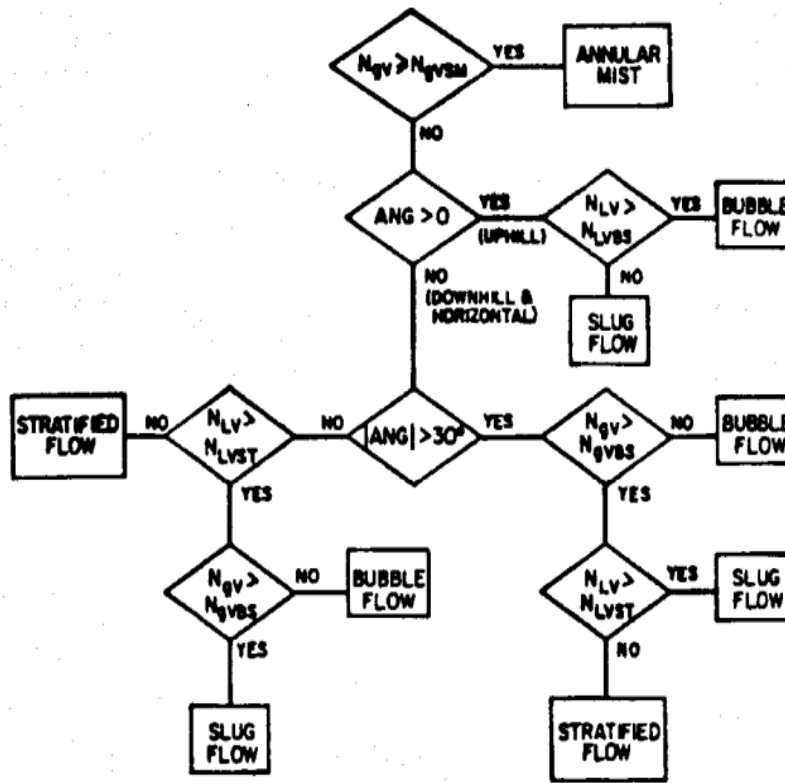 N_gv ≥ N_gvSM
YES
ANNULAR
MIST
NO
ANG > 0
YES
(UPHILL)
N_LV >
N_LVBS
YES
BUBBLE
FLOW
NO
(DOWNHILL &
HORIZONTAL)
NO
SLUG
FLOW
STRATIFIED
FLOW
NO
N_LV >
N_LVST
NO
|ANG| > 30°
YES
N_gv >
N_gvBS
NO
BUBBLE
FLOW
YES
YES
N_gv >
N_gvBS
NO
BUBBLE
FLOW
N_LV >
N_LVST
YES
SLUG
FLOW
YES
NO
SLUG
FLOW
STRATIFIED
FLOW